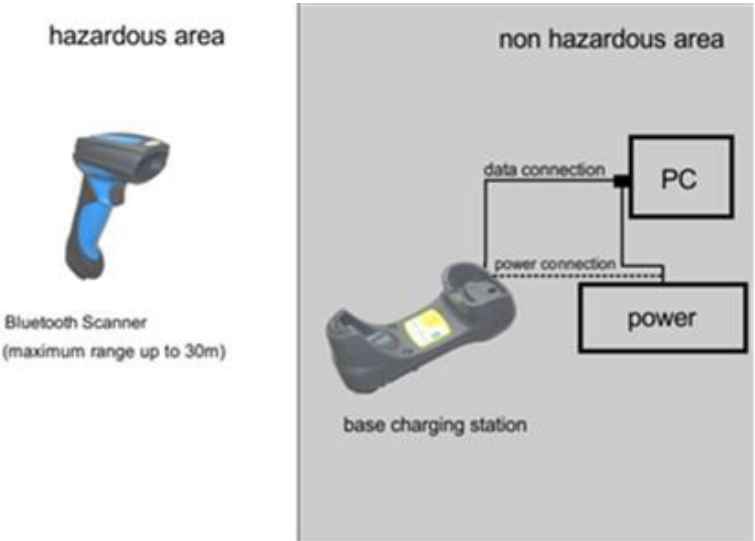 hazardous area
non hazardous area
data connection
PC
power connection
power
Bluetooth Scanner
(maximum range up to 30m)
base charging station